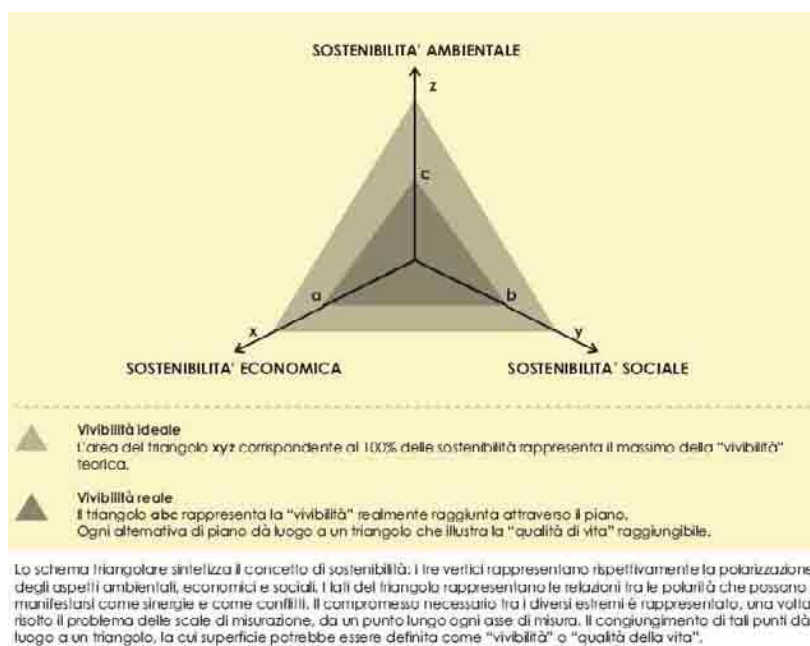 SOSTENIBILITA' AMBIENTALE
z
c
a
b
x
y
SOSTENIBILITA' ECONOMICA
SOSTENIBILITA' SOCIALE
Vivibilità ideale
L'area del triangolo xyz corrispondente al 100% delle sostenibilità rappresenta il massimo della "vivibilità"
teorica.
Vivibilità reale
Il triangolo abc rappresenta la "vivibilità" realmente raggiunta attraverso il piano.
Ogni alternativa di piano dà luogo a un triangolo che illustra la "qualità di vita" raggiungibile.
Lo schema triangolare sintetizza il concetto di sostenibilità: i tre vertici rappresentano rispettivamente la polarizzazione
degli aspetti ambientali, economici e sociali. I lati del triangolo rappresentano le relazioni tra le polarità che possono
manifestarsi come sinergie e come conflitti. Il compromesso necessario tra i diversi estremi è rappresentato, una volta
risolto il problema delle scale di misurazione, da un punto lungo ogni asse di misura. Il congiungimento di tali punti dà
luogo a un triangolo, la cui superficie potrebbe essere definita come "vivibilità" o "qualità della vita".